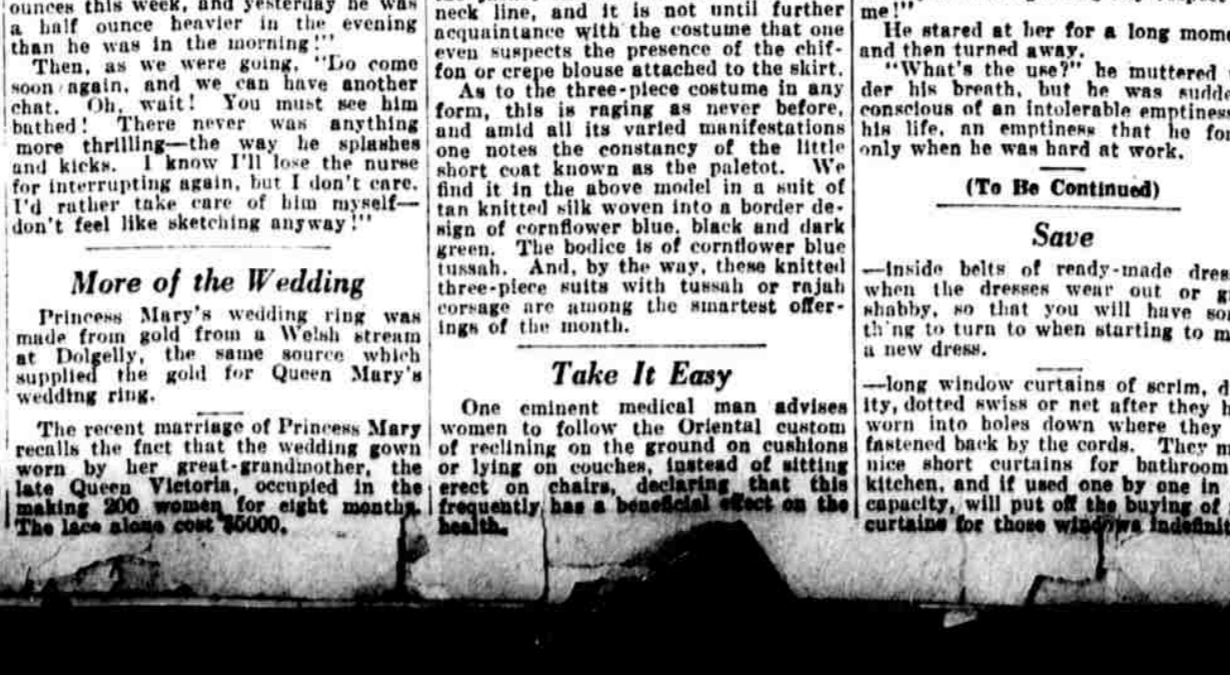 ounces this week, and yesterday he was
a half ounce heavier in the evening
than he was in the morning!"
Then, as we were going, "Do come
soon again, and we can have another
chat. Oh, wait! You must see him
bathed! There never was anything
more thrilling—the way he splashes
and kicks. I know I'll lose the nurse
for interrupting again, but I don't care.
I'd rather take care of him myself—
don't feel like sketching anyway!"
More of the Wedding
Princess Mary's wedding ring was
made from gold from a Welsh stream
at Dolgelly, the same source which
supplied the gold for Queen Mary's
wedding ring.
The recent marriage of Princess Mary
recalls the fact that the wedding gown
worn by her great-grandmother, the
late Queen Victoria, occupied in the
making 200 women for eight months.
The lace alone cost $5000.
neck line, and it is not until further
acquaintance with the costume that one
even suspects the presence of the chif-
fon or crepe blouse attached to the skirt.
As to the three-piece costume in any
form, this is raging as never before,
and amid all its varied manifestations
one notes the constancy of the little
short coat known as the paletot. We
find it in the above model in a suit of
tan knitted silk woven into a border de-
sign of cornflower blue, black and dark
green. The bodice is of cornflower blue
tussah. And, by the way, these knitted
three-piece suits with tussah or rajah
corsage are among the smartest offer-
ings of the month.
Take It Easy
One eminent medical man advises
women to follow the Oriental custom
of reclining on the ground on cushions
or lying on couches, instead of sitting
erect on chairs, declaring that this
frequently has a beneficial effect on the
health.
me!"
He stared at her for a long mome
and then turned away.
"What's the use?" he muttered
der his breath, but he was sudde
conscious of an intolerable emptiness
his life, an emptiness that he fo
only when he was hard at work.
(To Be Continued)
Save
—inside belts of ready-made dres
when the dresses wear out or g
shabby, so that you will have so
th'ng to turn to when starting to m
a new dress.
—long window curtains of scrim, d
ity, dotted swiss or net after they h
worn into holes down where they
fastened back by the cords. They m
nice short curtains for bathroom
kitchen, and if used one by one in
capacity, will put off the buying of
curtains for those windows indefini